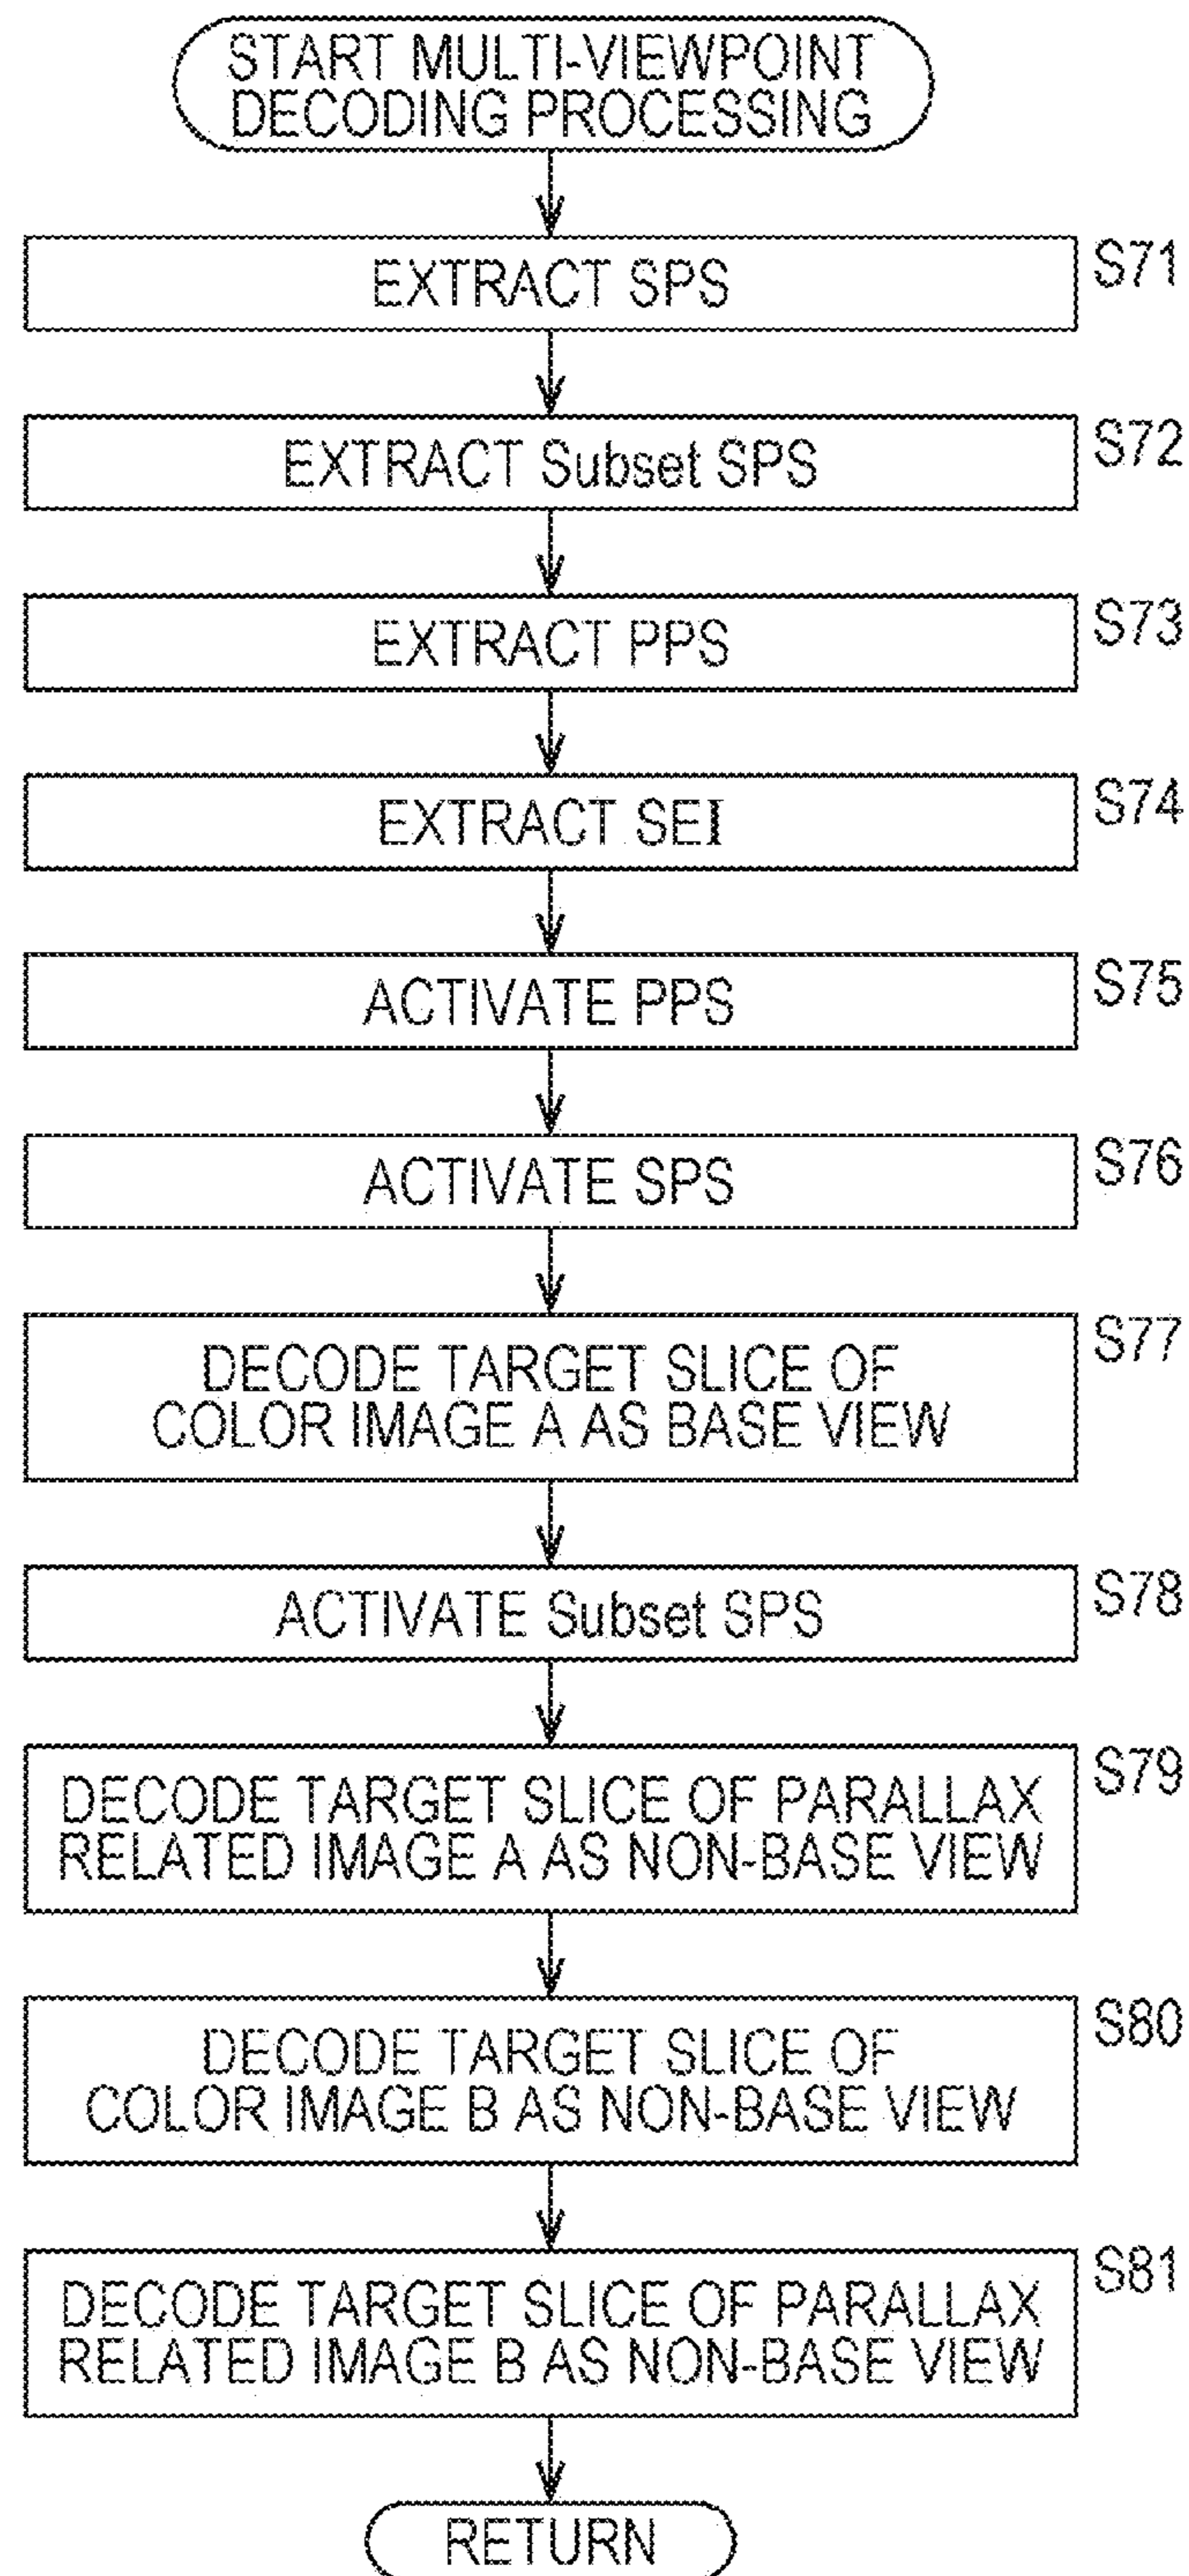 START MULTI-VIEWPOINT
DECODING PROCESSING
EXTRACT SPS
S71
EXTRACT Subset SPS
S72
EXTRACT PPS
S73
EXTRACT SEI
S74
ACTIVATE PPS
S75
ACTIVATE SPS
S76
DECODE TARGET SLICE OF
COLOR IMAGE A AS BASE VIEW
S77
ACTIVATE Subset SPS
S78
DECODE TARGET SLICE OF PARALLAX
RELATED IMAGE A AS NON-BASE VIEW
S79
DECODE TARGET SLICE OF
COLOR IMAGE B AS NON-BASE VIEW
S80
DECODE TARGET SLICE OF PARALLAX
RELATED IMAGE B AS NON-BASE VIEW
S81
RETURN